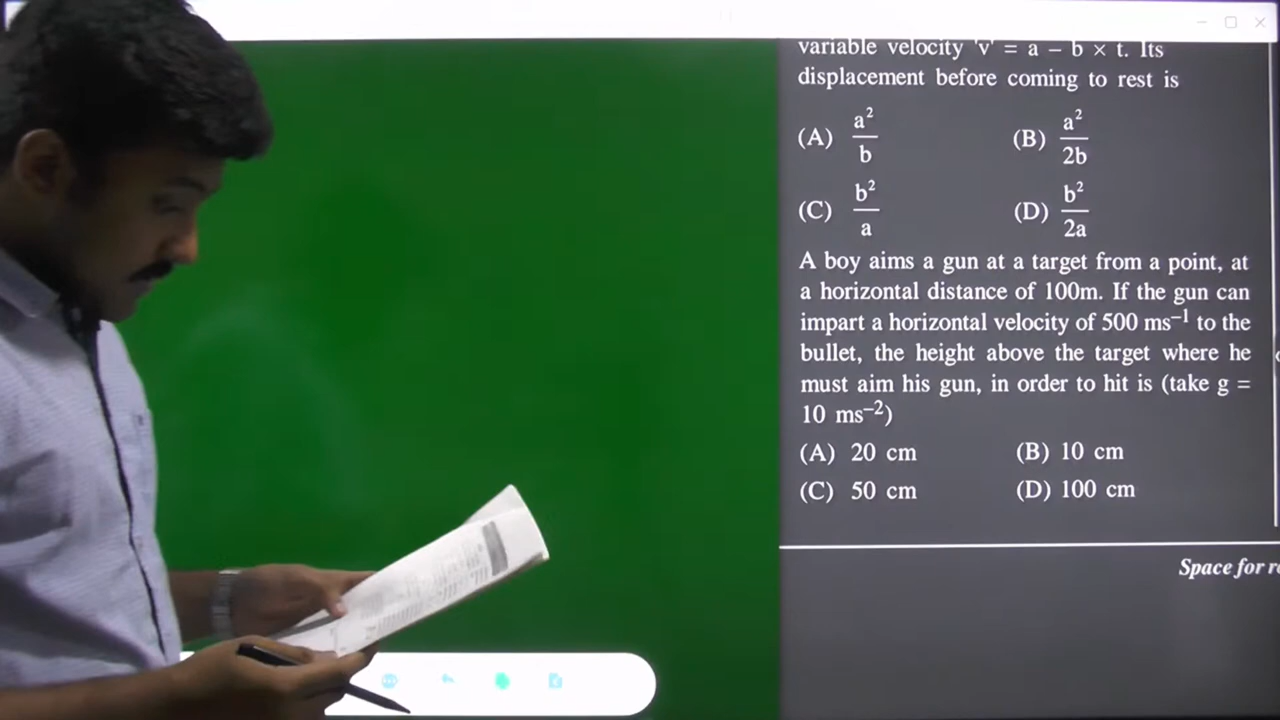 variable velocity 'v' = a − b × t. Its
displacement before coming to rest is
(A) a²/b (B) a²/2b
(C) b²/a (D) b²/2a
A boy aims a gun at a target from a point, at
a horizontal distance of 100m. If the gun can
impart a horizontal velocity of 500 ms⁻¹ to the
bullet, the height above the target where he
must aim his gun, in order to hit is (take g =
10 ms⁻²)
(A) 20 cm (B) 10 cm
(C) 50 cm (D) 100 cm
Space for